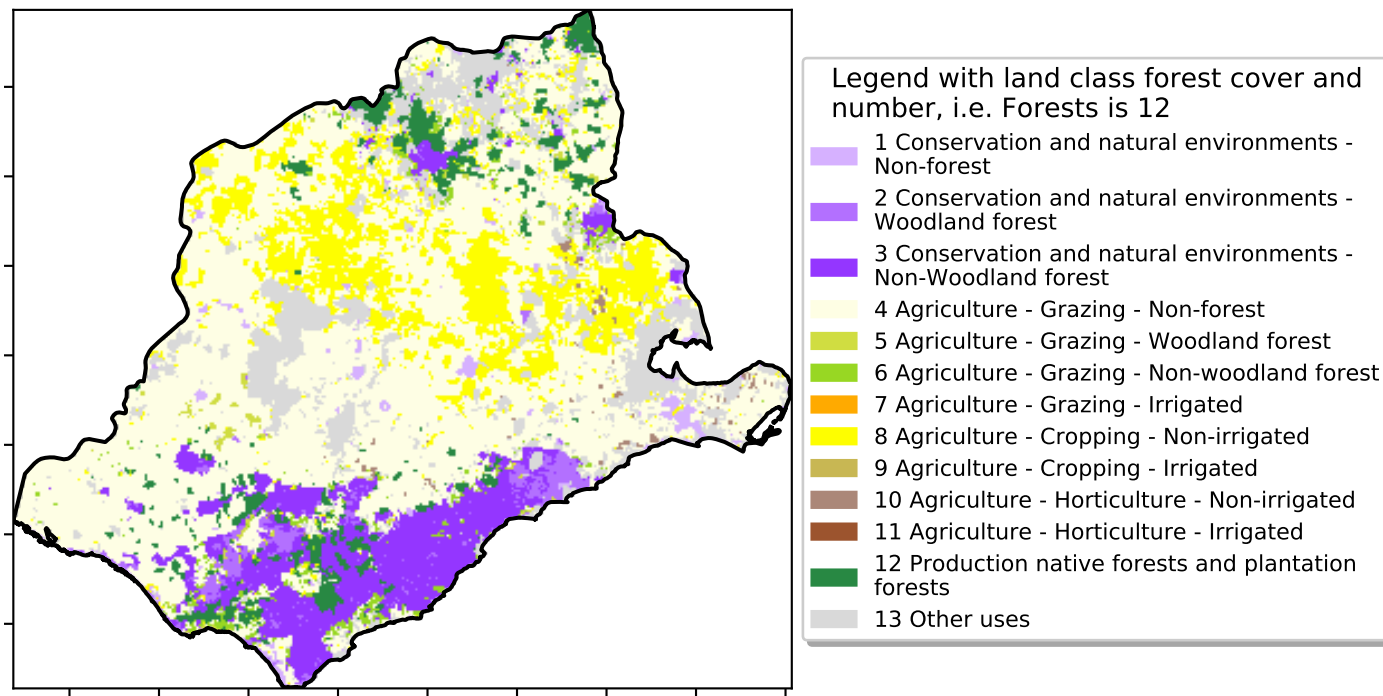 Legend with land class forest cover and
number, i.e. Forests is 12
1 Conservation and natural environments -
Non-forest
2 Conservation and natural environments -
Woodland forest
3 Conservation and natural environments -
Non-Woodland forest
4 Agriculture - Grazing - Non-forest
5 Agriculture - Grazing - Woodland forest
6 Agriculture - Grazing - Non-woodland forest
7 Agriculture - Grazing - Irrigated
8 Agriculture - Cropping - Non-irrigated
9 Agriculture - Cropping - Irrigated
10 Agriculture - Horticulture - Non-irrigated
11 Agriculture - Horticulture - Irrigated
12 Production native forests and plantation
forests
13 Other uses